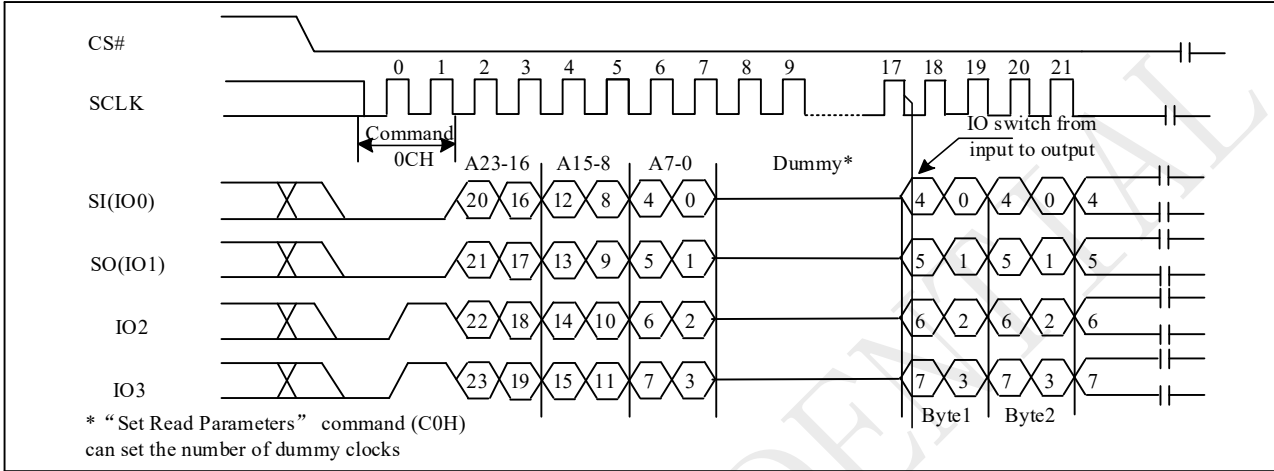 CS#
0 1 2 3 4 5 6 7 8 9 17 18 19 20 21
SCLK
Command
0CH
IO switch from
input to output
A23-16 A15-8 A7-0 Dummy*
SI(IO0) 20 16 12 8 4 0 4 0 4 0 4
SO(IO1) 21 17 13 9 5 1 5 1 5 1 5
IO2 22 18 14 10 6 2 6 2 6 2 6
IO3 23 19 15 11 7 3 7 3 7 3 7
Byte1 Byte2
* “Set Read Parameters” command (C0H)
can set the number of dummy clocks